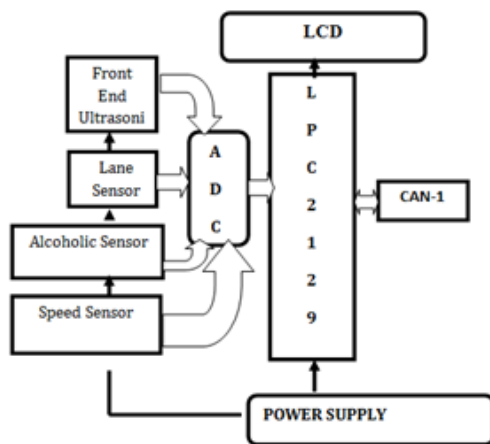 LCD
Front
End
Ultrasoni
Lane
Sensor
Alcoholic Sensor
Speed Sensor
A
D
C
L
P
C
2
1
2
9
CAN-1
POWER SUPPLY